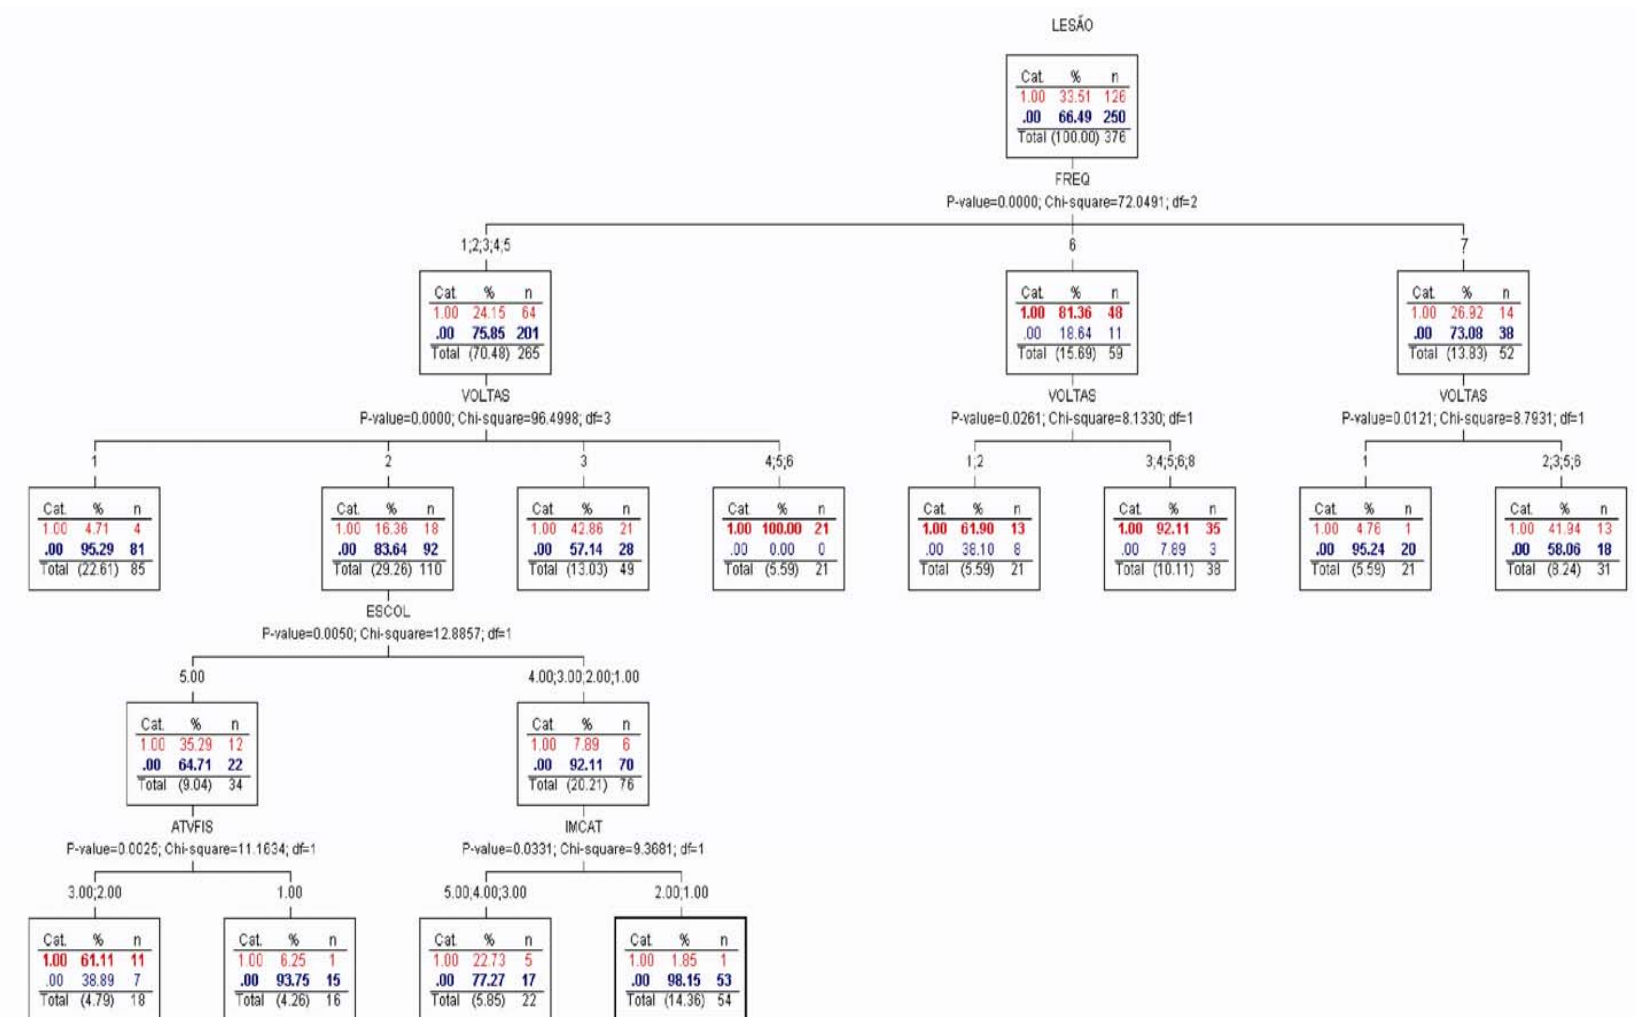 LESÃO
Cat. % n
1.00 33.51 126
.00 66.49 250
Total (100.00) 376
FREQ
P-value=0.0000; Chi-square=72.0491; df=2
1;2;3;4;5
6
7
Cat. % n
1.00 24.15 64
.00 75.85 201
Total (70.48) 265
Cat. % n
1.00 81.36 48
.00 18.64 11
Total (15.69) 59
Cat. % n
1.00 26.92 14
.00 73.08 38
Total (13.83) 52
VOLTAS
P-value=0.0000; Chi-square=96.4998; df=3
VOLTAS
P-value=0.0261; Chi-square=8.1330; df=1
VOLTAS
P-value=0.0121; Chi-square=8.7931; df=1
1
2
3
4;5;6
1;2
3;4;5;6;8
1
2;3;5;6
Cat. % n
1.00 4.71 4
.00 95.29 81
Total (22.61) 85
Cat. % n
1.00 16.36 18
.00 83.64 92
Total (29.26) 110
Cat. % n
1.00 42.86 21
.00 57.14 28
Total (13.03) 49
Cat. % n
1.00 100.00 21
.00 0.00 0
Total (5.59) 21
Cat. % n
1.00 61.90 13
.00 38.10 8
Total (5.59) 21
Cat. % n
1.00 92.11 35
.00 7.89 3
Total (10.11) 38
Cat. % n
1.00 4.76 1
.00 95.24 20
Total (5.59) 21
Cat. % n
1.00 41.94 13
.00 58.06 18
Total (8.24) 31
ESCOL
P-value=0.0050; Chi-square=12.8857; df=1
5.00
4.00;3.00;2.00;1.00
Cat. % n
1.00 35.29 12
.00 64.71 22
Total (9.04) 34
Cat. % n
1.00 7.89 6
.00 92.11 70
Total (20.21) 76
ATVFIS
P-value=0.0025; Chi-square=11.1634; df=1
IMCAT
P-value=0.0331; Chi-square=9.3681; df=1
3.00;2.00
1.00
5.00;4.00;3.00
2.00;1.00
Cat. % n
1.00 61.11 11
.00 38.89 7
Total (4.79) 18
Cat. % n
1.00 6.25 1
.00 93.75 15
Total (4.26) 16
Cat. % n
1.00 22.73 5
.00 77.27 17
Total (5.85) 22
Cat. % n
1.00 1.85 1
.00 98.15 53
Total (14.36) 54